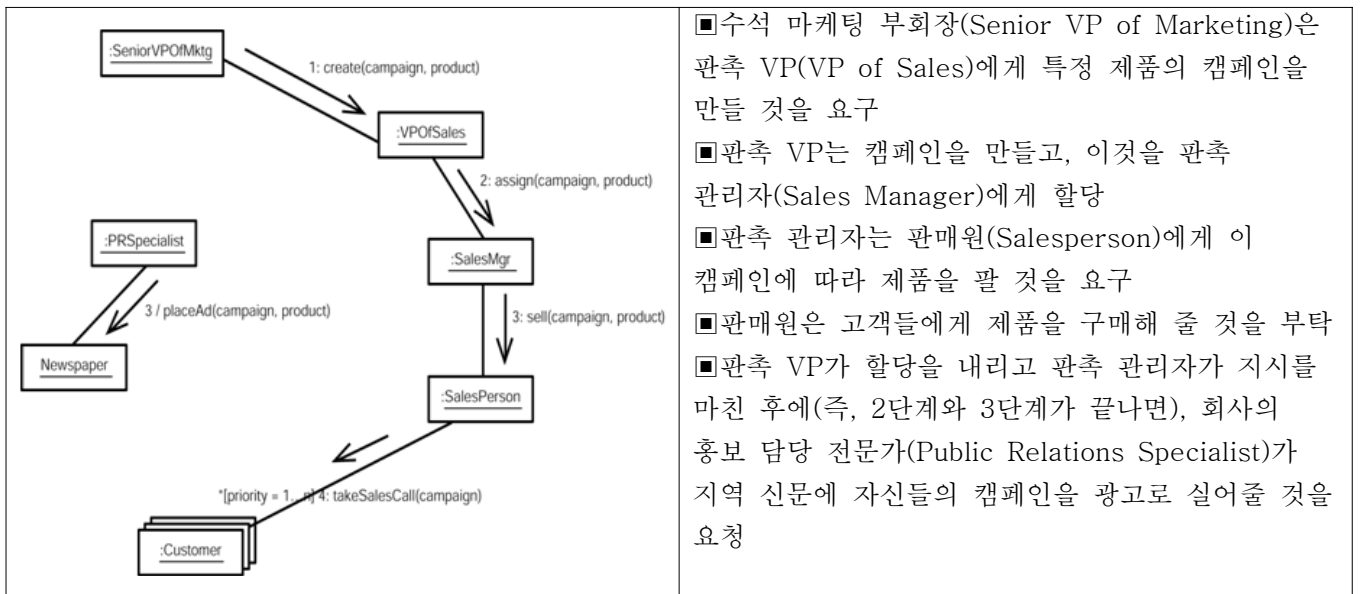 :SeniorVPOfMktg
1: create(campaign, product)
:VPOfSales
2: assign(campaign, product)
:PRSpecialist
:SalesMgr
3 / placeAd(campaign, product)
3: sell(campaign, product)
Newspaper
:SalesPerson
*[priority = 1...n] 4: takeSalesCall(campaign)
:Customer
▣수석 마케팅 부회장(Senior VP of Marketing)은
판촉 VP(VP of Sales)에게 특정 제품의 캠페인을
만들 것을 요구
▣판촉 VP는 캠페인을 만들고, 이것을 판촉
관리자(Sales Manager)에게 할당
▣판촉 관리자는 판매원(Salesperson)에게 이
캠페인에 따라 제품을 팔 것을 요구
▣판매원은 고객들에게 제품을 구매해 줄 것을 부탁
▣판촉 VP가 할당을 내리고 판촉 관리자가 지시를
마친 후에(즉, 2단계와 3단계가 끝나면), 회사의
홍보 담당 전문가(Public Relations Specialist)가
지역 신문에 자신들의 캠페인을 광고로 실어줄 것을
요청